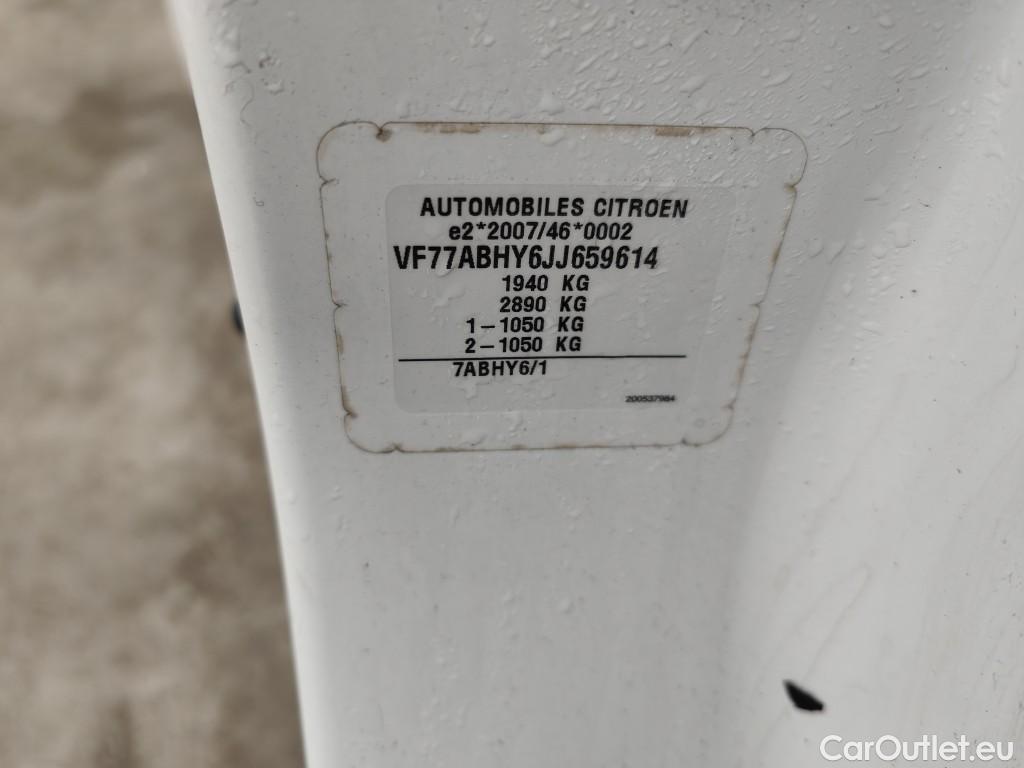 AUTOMOBILES CITROEN
e2*2007/46*0002
VF77ABHY6JJ659614
1940 KG
2890 KG
1-1050 KG
2-1050 KG
7ABHY6/1
200537984
CarOutlet.eu